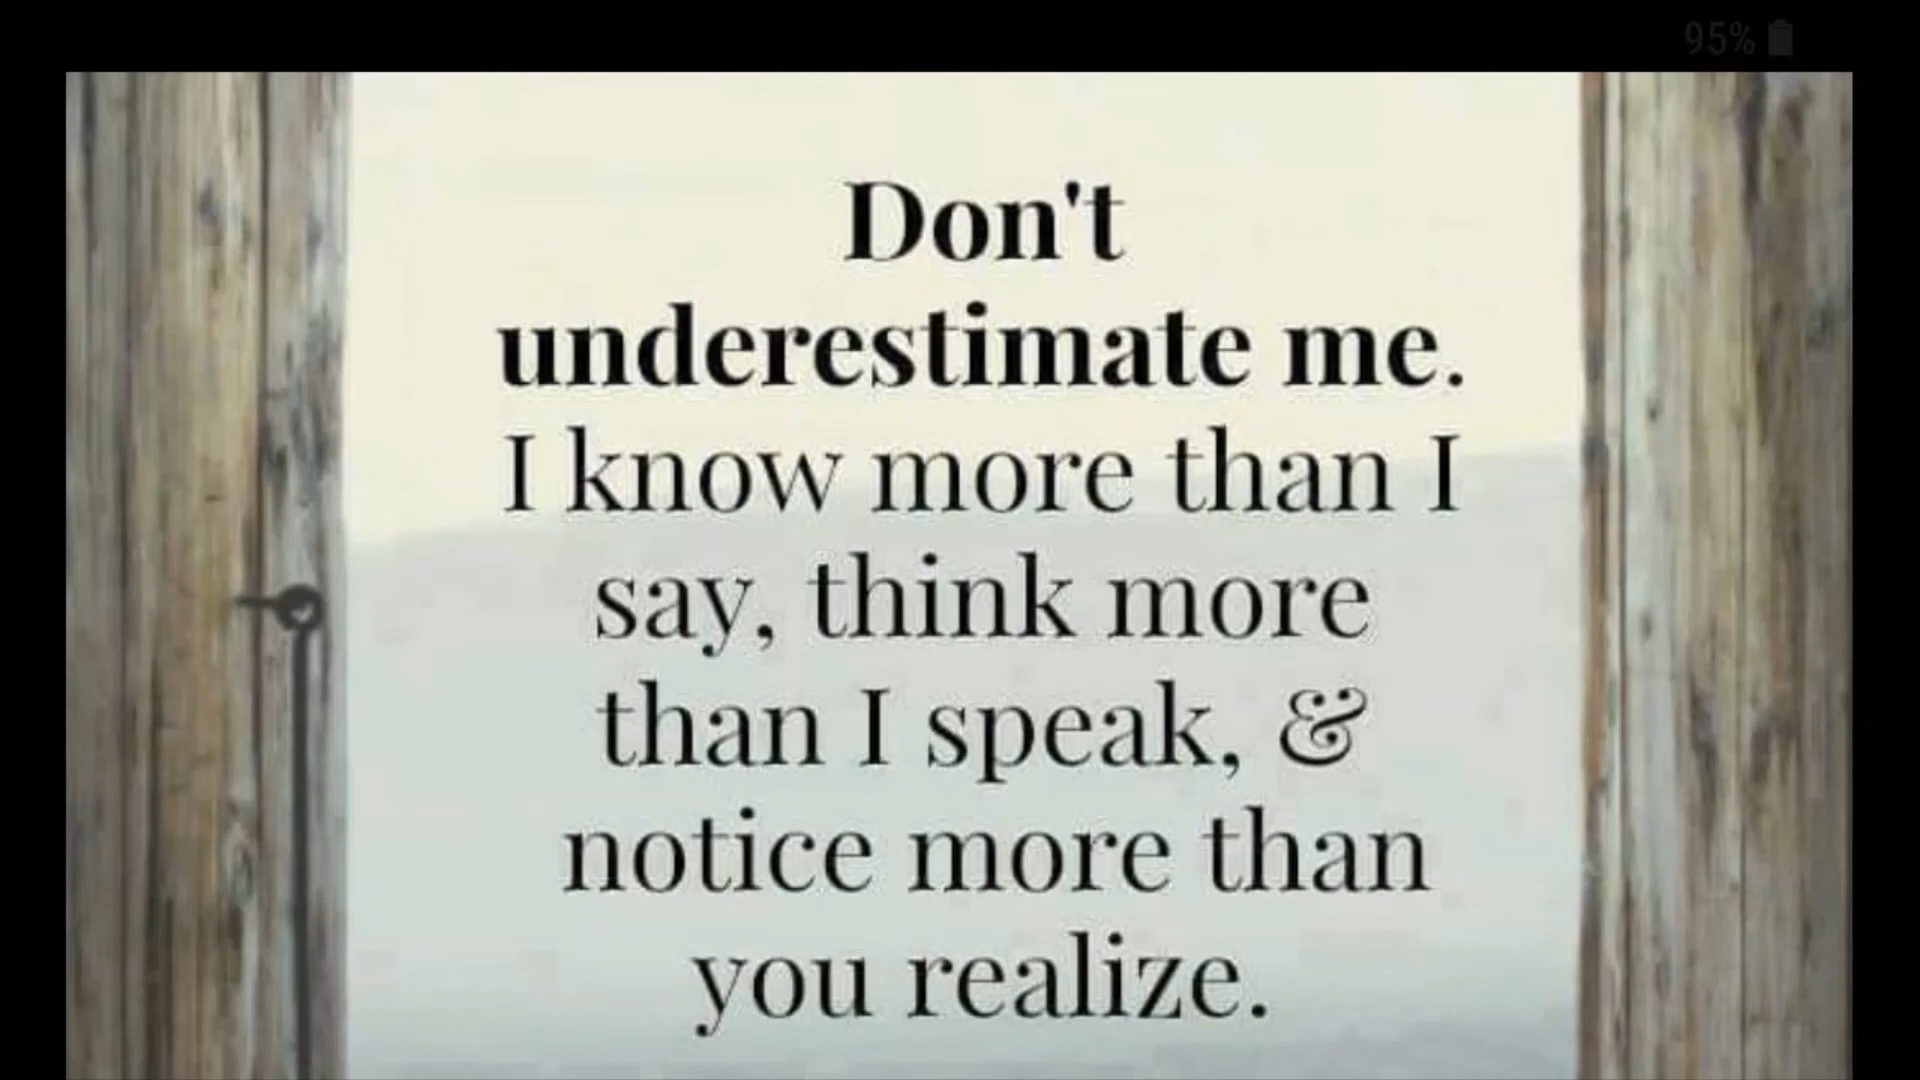 95%
Don't
underestimate me.
I know more than I
say, think more
than I speak, &
notice more than
you realize.